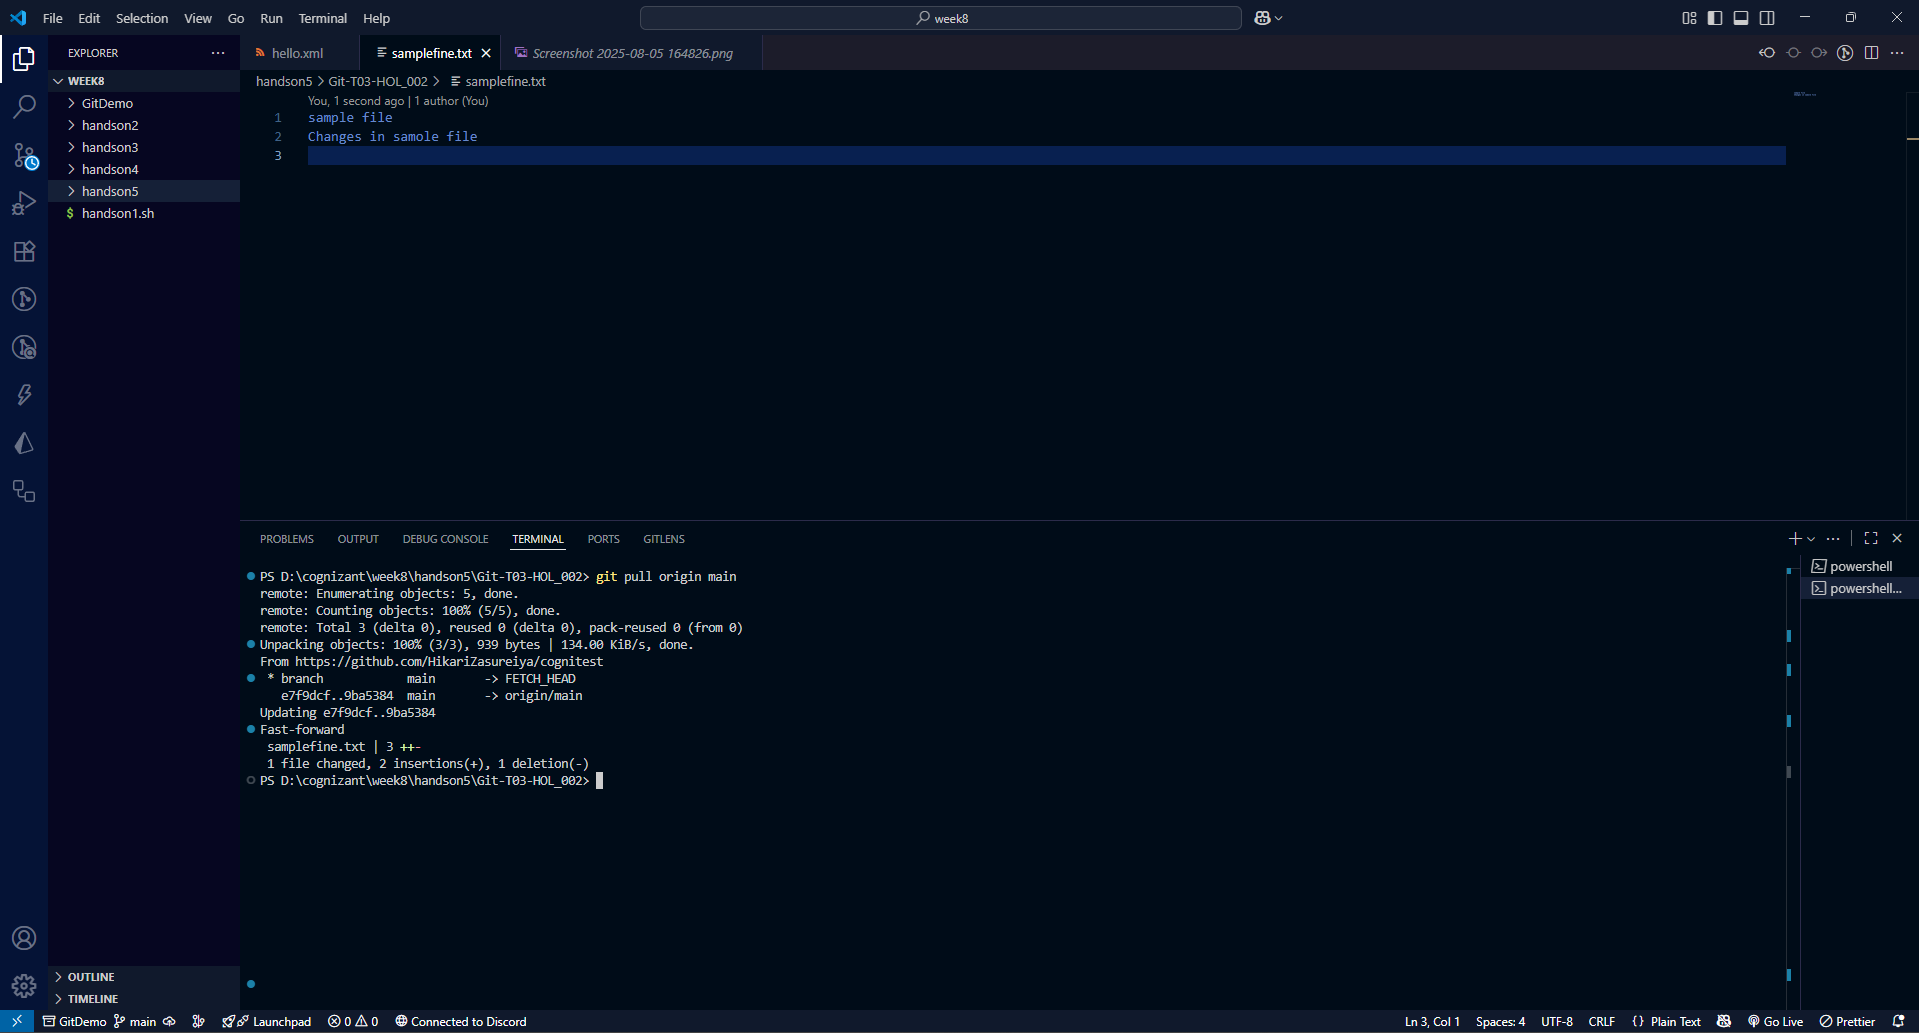 File Edit Selection View Go Run Terminal Help
week8
EXPLORER
WEEK8
GitDemo
handson2
handson3
handson4
handson5
$ handson1.sh
OUTLINE
TIMELINE
hello.xml
samplefine.txt
Screenshot 2025-08-05 164826.png
handson5 > Git-T03-HOL_002 > samplefine.txt
You, 1 second ago | 1 author (You)
1 sample file
2 Changes in samole file
3
PROBLEMS OUTPUT DEBUG CONSOLE TERMINAL PORTS GITLENS
PS D:\cognizant\week8\handson5\Git-T03-HOL_002> git pull origin main
remote: Enumerating objects: 5, done.
remote: Counting objects: 100% (5/5), done.
remote: Total 3 (delta 0), reused 0 (delta 0), pack-reused 0 (from 0)
Unpacking objects: 100% (3/3), 939 bytes | 134.00 KiB/s, done.
From https://github.com/HikariZasureiya/cognitest
* branch main -> FETCH_HEAD
e7f9dcf..9ba5384 main -> origin/main
Updating e7f9dcf..9ba5384
Fast-forward
samplefine.txt | 3 ++-
1 file changed, 2 insertions(+), 1 deletion(-)
PS D:\cognizant\week8\handson5\Git-T03-HOL_002>
powershell
powershell...
GitDemo main Launchpad 0 0 Connected to Discord
Ln 3, Col 1 Spaces: 4 UTF-8 CRLF {} Plain Text Go Live Prettier